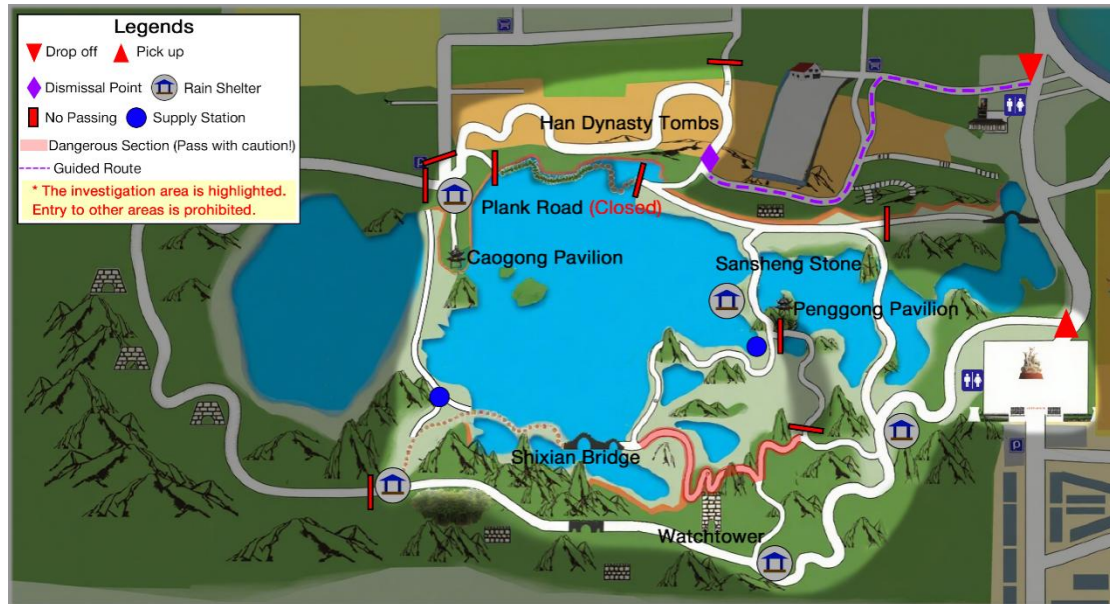 Legends
Drop off
Pick up
Dismissal Point
Rain Shelter
No Passing
Supply Station
Dangerous Section (Pass with caution!)
Guided Route
* The investigation area is highlighted.
Entry to other areas is prohibited.
Han Dynasty Tombs
P
Plank Road (Closed)
Caogong Pavilion
Sansheng Stone
Penggong Pavilion
Shixian Bridge
P
Watchtower